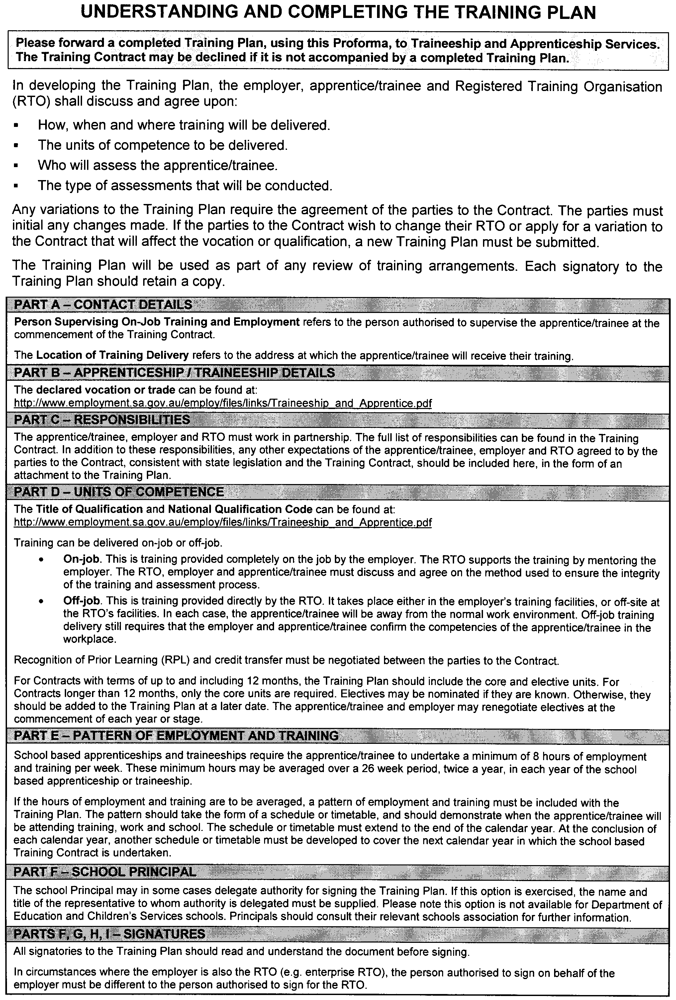 UNDERSTANDING AND COMPLETING THE TRAINING PLAN
Please forward a completed Training Plan, using this Proforma, to Traineeship and Apprenticeship Services.
The Training Contract may be declined if it is not accompanied by a completed Training Plan.
In developing the Training Plan, the employer, apprentice/trainee and Registered Training Organisation
(RTO) shall discuss and agree upon:
▪ How, when and where training will be delivered.
▪ The units of competence to be delivered.
▪ Who will assess the apprentice/trainee.
▪ The type of assessments that will be conducted.
Any variations to the Training Plan require the agreement of the parties to the Contract. The parties must
initial any changes made. If the parties to the Contract wish to change their RTO or apply for a variation to
the Contract that will affect the vocation or qualification, a new Training Plan must be submitted.
The Training Plan will be used as part of any review of training arrangements. Each signatory to the
Training Plan should retain a copy.
PART A – CONTACT DETAILS
Person Supervising On-Job Training and Employment refers to the person authorised to supervise the apprentice/trainee at the
commencement of the Training Contract.
The Location of Training Delivery refers to the address at which the apprentice/trainee will receive their training.
PART B – APPRENTICESHIP / TRAINEESHIP DETAILS
The declared vocation or trade can be found at:
http://www.employment.sa.gov.au/employ/files/links/Traineeship_and_Apprentice.pdf
PART C – RESPONSIBILITIES
The apprentice/trainee, employer and RTO must work in partnership. The full list of responsibilities can be found in the Training
Contract. In addition to these responsibilities, any other expectations of the apprentice/trainee, employer and RTO agreed to by the
parties to the Contract, consistent with state legislation and the Training Contract, should be included here, in the form of an
attachment to the Training Plan.
PART D – UNITS OF COMPETENCE
The Title of Qualification and National Qualification Code can be found at:
http://www.employment.sa.gov.au/employ/files/links/Traineeship_and_Apprentice.pdf
Training can be delivered on-job or off-job.
• On-job. This is training provided completely on the job by the employer. The RTO supports the training by mentoring the
employer. The RTO, employer and apprentice/trainee must discuss and agree on the method used to ensure the integrity
of the training and assessment process.
• Off-job. This is training provided directly by the RTO. It takes place either in the employer's training facilities, or off-site at
the RTO's facilities. In each case, the apprentice/trainee will be away from the normal work environment. Off-job training
delivery still requires that the employer and apprentice/trainee confirm the competencies of the apprentice/trainee in the
workplace.
Recognition of Prior Learning (RPL) and credit transfer must be negotiated between the parties to the Contract.
For Contracts with terms of up to and including 12 months, the Training Plan should include the core and elective units. For
Contracts longer than 12 months, only the core units are required. Electives may be nominated if they are known. Otherwise, they
should be added to the Training Plan at a later date. The apprentice/trainee and employer may renegotiate electives at the
commencement of each year or stage.
PART E – PATTERN OF EMPLOYMENT AND TRAINING
School based apprenticeships and traineeships require the apprentice/trainee to undertake a minimum of 8 hours of employment
and training per week. These minimum hours may be averaged over a 26 week period, twice a year, in each year of the school
based apprenticeship or traineeship.
If the hours of employment and training are to be averaged, a pattern of employment and training must be included with the
Training Plan. The pattern should take the form of a schedule or timetable, and should demonstrate when the apprentice/trainee will
be attending training, work and school. The schedule or timetable must extend to the end of the calendar year. At the conclusion of
each calendar year, another schedule or timetable must be developed to cover the next calendar year in which the school based
Training Contract is undertaken.
PART F – SCHOOL PRINCIPAL
The school Principal may in some cases delegate authority for signing the Training Plan. If this option is exercised, the name and
title of the representative to whom authority is delegated must be supplied. Please note this option is not available for Department of
Education and Children's Services schools. Principals should consult their relevant schools association for further information.
PARTS F, G, H, I – SIGNATURES
All signatories to the Training Plan should read and understand the document before signing.
In circumstances where the employer is also the RTO (e.g. enterprise RTO), the person authorised to sign on behalf of the
employer must be different to the person authorised to sign for the RTO.